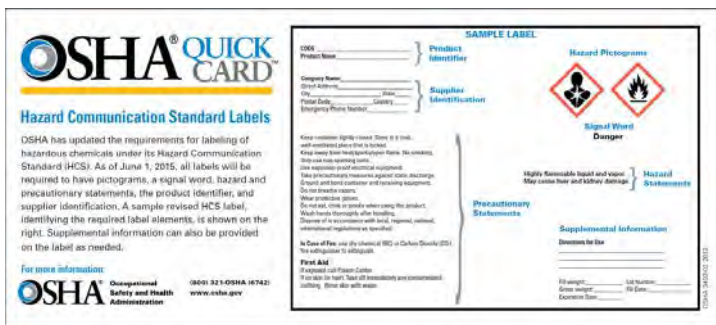 OSHA® QUICK
CARD™
Hazard Communication Standard Labels
OSHA has updated the requirements for labeling of
hazardous chemicals under its Hazard Communication
Standard (HCS). As of June 1, 2015, all labels will be
required to have pictograms, a signal word, hazard and
precautionary statements, the product identifier, and
supplier identification. A sample revised HCS label,
identifying the required label elements, is shown on the
right. Supplemental information can also be provided
on the label as needed.
For more information:
OSHA® Occupational
Safety and Health
Administration
(800) 321-OSHA (6742)
www.osha.gov
SAMPLE LABEL
CODE
Product Name
Product
Identifier
Company Name
Street Address
City State
Postal Code Country
Emergency Phone Number
Supplier
Identification
Keep container tightly closed. Store in a cool,
well-ventilated place that is locked.
Keep away from heat/sparks/open flame. No smoking.
Only use non-sparking tools.
Use explosion-proof electrical equipment.
Take precautionary measures against static discharge.
Ground and bond container and receiving equipment.
Do not breathe vapors.
Wear protective gloves.
Do not eat, drink or smoke when using this product.
Wash hands thoroughly after handling.
Dispose of in accordance with local, regional, national,
international regulations as specified.
In Case of Fire: use dry chemical (BC) or Carbon Dioxide (CO₂)
fire extinguisher to extinguish.
First Aid
If exposed call Poison Center.
If on skin (or hair): Take off immediately any contaminated
clothing. Rinse skin with water.
Precautionary
Statements
Hazard Pictograms
Signal Word
Danger
Highly flammable liquid and vapor.
May cause liver and kidney damage.
Hazard
Statements
Supplemental Information
Directions for Use
Fill weight: Lot Number:
Gross weight: Fill Date:
Expiration Date:
OSHA 3492-02 2012